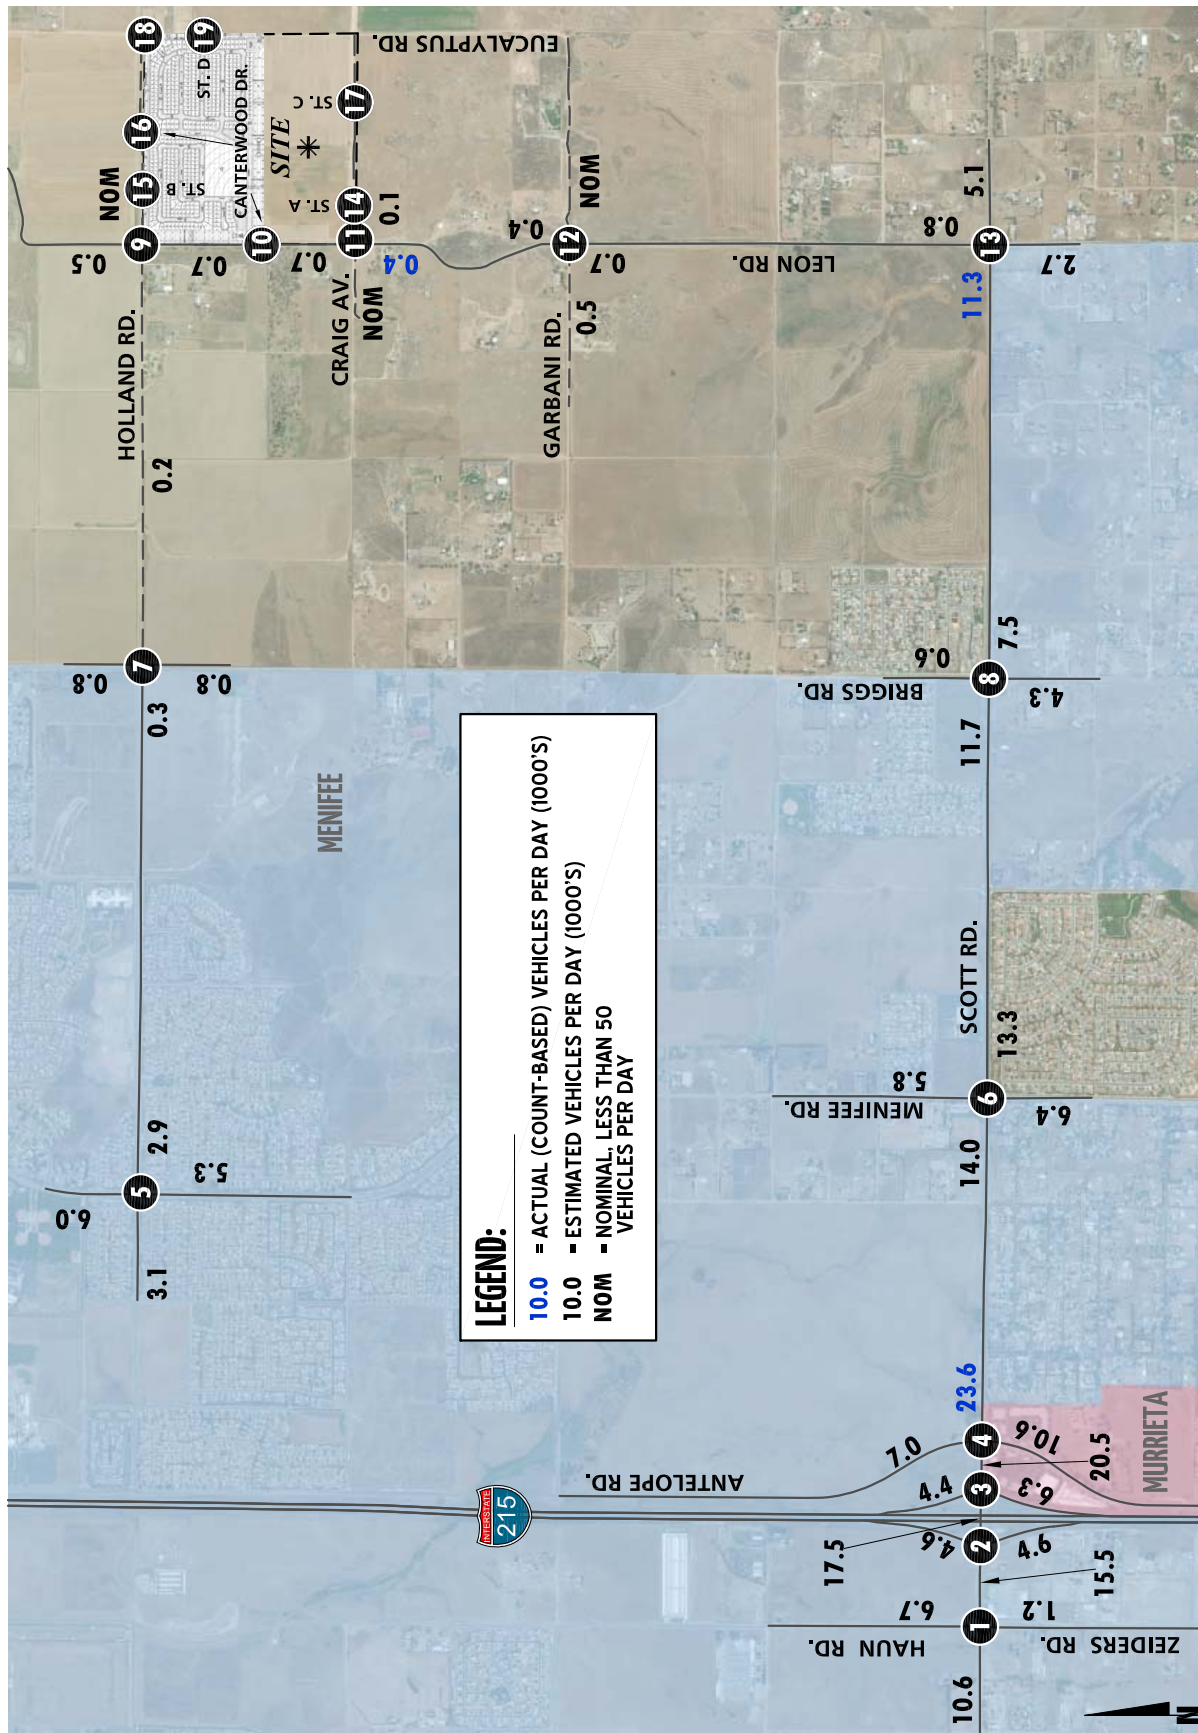 18
19
ST. D
16
CANTERWOOD DR.
15
ST. B
NOM
9
0.5
0.7
10
SITE
ST. C
17
EUCALYPTUS RD.
ST. A
14
0.1
11
0.7
0.4
CRAIG AV.
NOM
HOLLAND RD.
0.2
0.4
12
NOM
0.7
0.5
GARBANI RD.
LEON RD.
0.8
5.1
13
11.3
2.7
7
0.8
0.8
0.3
MENIFEE
BRIGGS RD.
0.6
7.5
8
11.7
4.3
SCOTT RD.
13.3
MENIFEE RD.
5.8
6
6.4
14.0
2.9
5
5.3
6.0
3.1
LEGEND:
10.0 = ACTUAL (COUNT-BASED) VEHICLES PER DAY (1000'S)
10.0 = ESTIMATED VEHICLES PER DAY (1000'S)
NOM = NOMINAL, LESS THAN 50
VEHICLES PER DAY
23.6
MURRIETA
4
7.0
10.6
20.5
ANTELOPE RD.
3
4.4
6.3
INTERSTATE
215
17.5
2
4.6
4.9
15.5
1
6.7
1.2
HAUN RD.
ZEIDERS RD.
10.6
N